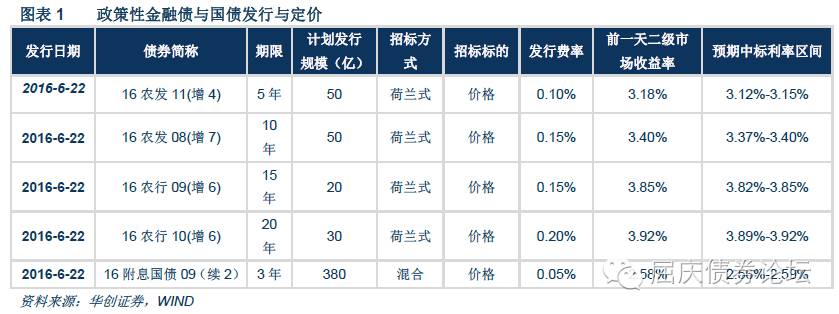 图表 1 政策性金融债与国债发行与定价
发行日期 债券简称 期限 计划发行规模（亿） 招标方式 招标标的 发行费率 前一天二级市场收益率 预期中标利率区间
2016-6-22 16 农发 11(增 4) 5 年 50 荷兰式 价格 0.10% 3.18% 3.12%-3.15%
2016-6-22 16 农发 08(增 7) 10 年 50 荷兰式 价格 0.15% 3.40% 3.37%-3.40%
2016-6-22 16 农行 09(增 6) 15 年 20 荷兰式 价格 0.15% 3.85% 3.82%-3.85%
2016-6-22 16 农行 10(增 6) 20 年 30 荷兰式 价格 0.20% 3.92% 3.89%-3.92%
2016-6-22 16 附息国债 09（续 2） 3 年 380 混合 价格 0.05%
屈庆债券论坛
资料来源：华创证券，WIND